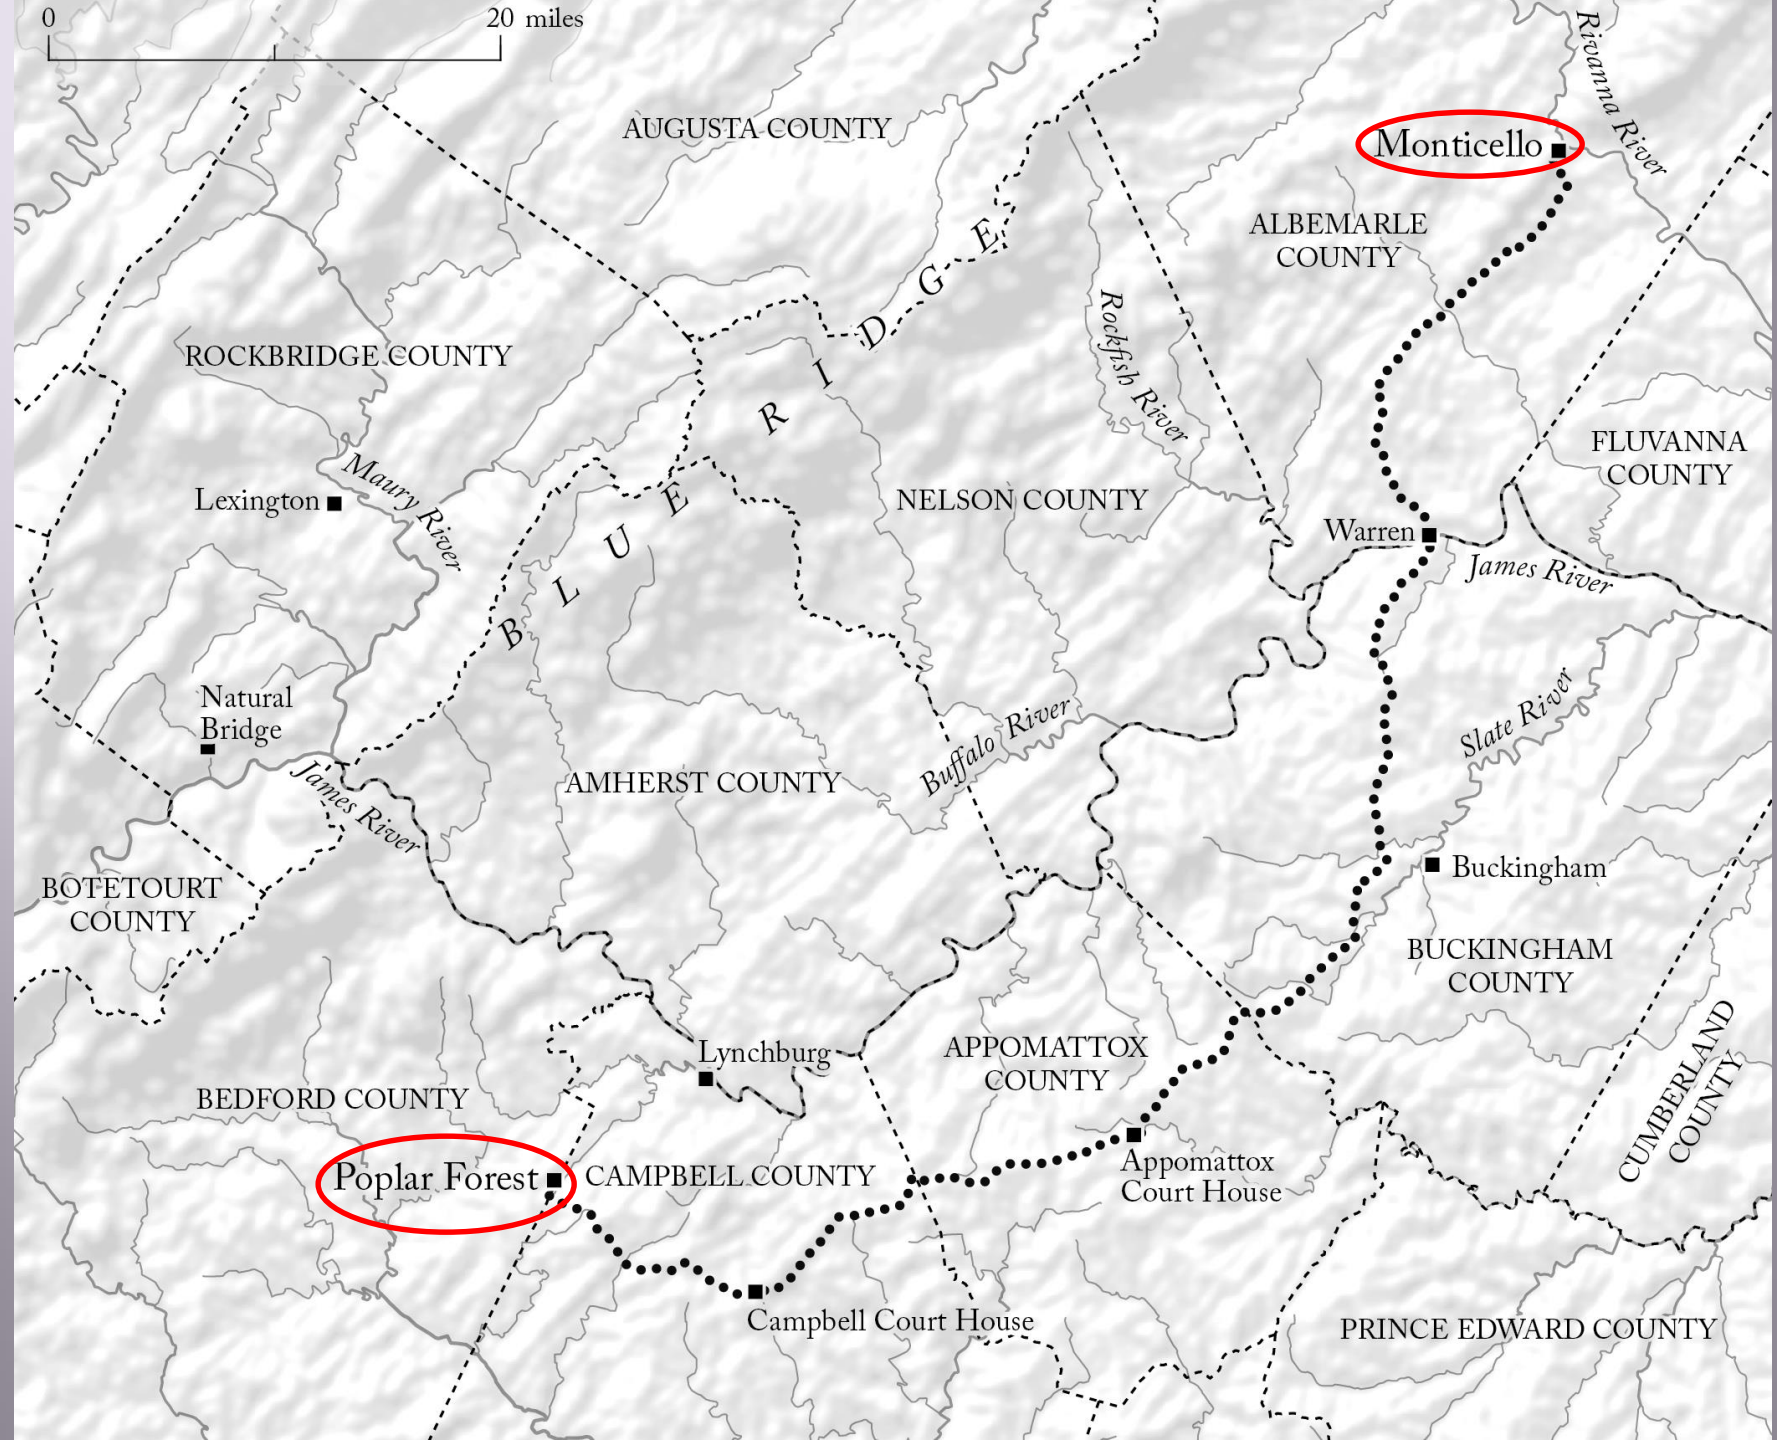 0 20 miles
Rivanna River
AUGUSTA COUNTY
Monticello
ALBEMARLE
COUNTY
BLUE RIDGE
Rockfish River
ROCKBRIDGE COUNTY
FLUVANNA
COUNTY
Maury River
Lexington
NELSON COUNTY
Warren
James River
Natural
Bridge
Slate River
Buffalo River
James River
AMHERST COUNTY
Buckingham
BOTETOURT
COUNTY
BUCKINGHAM
COUNTY
CUMBERLAND
COUNTY
APPOMATTOX
COUNTY
Lynchburg
BEDFORD COUNTY
Poplar Forest
CAMPBELL COUNTY
Appomattox
Court House
Campbell Court House
PRINCE EDWARD COUNTY